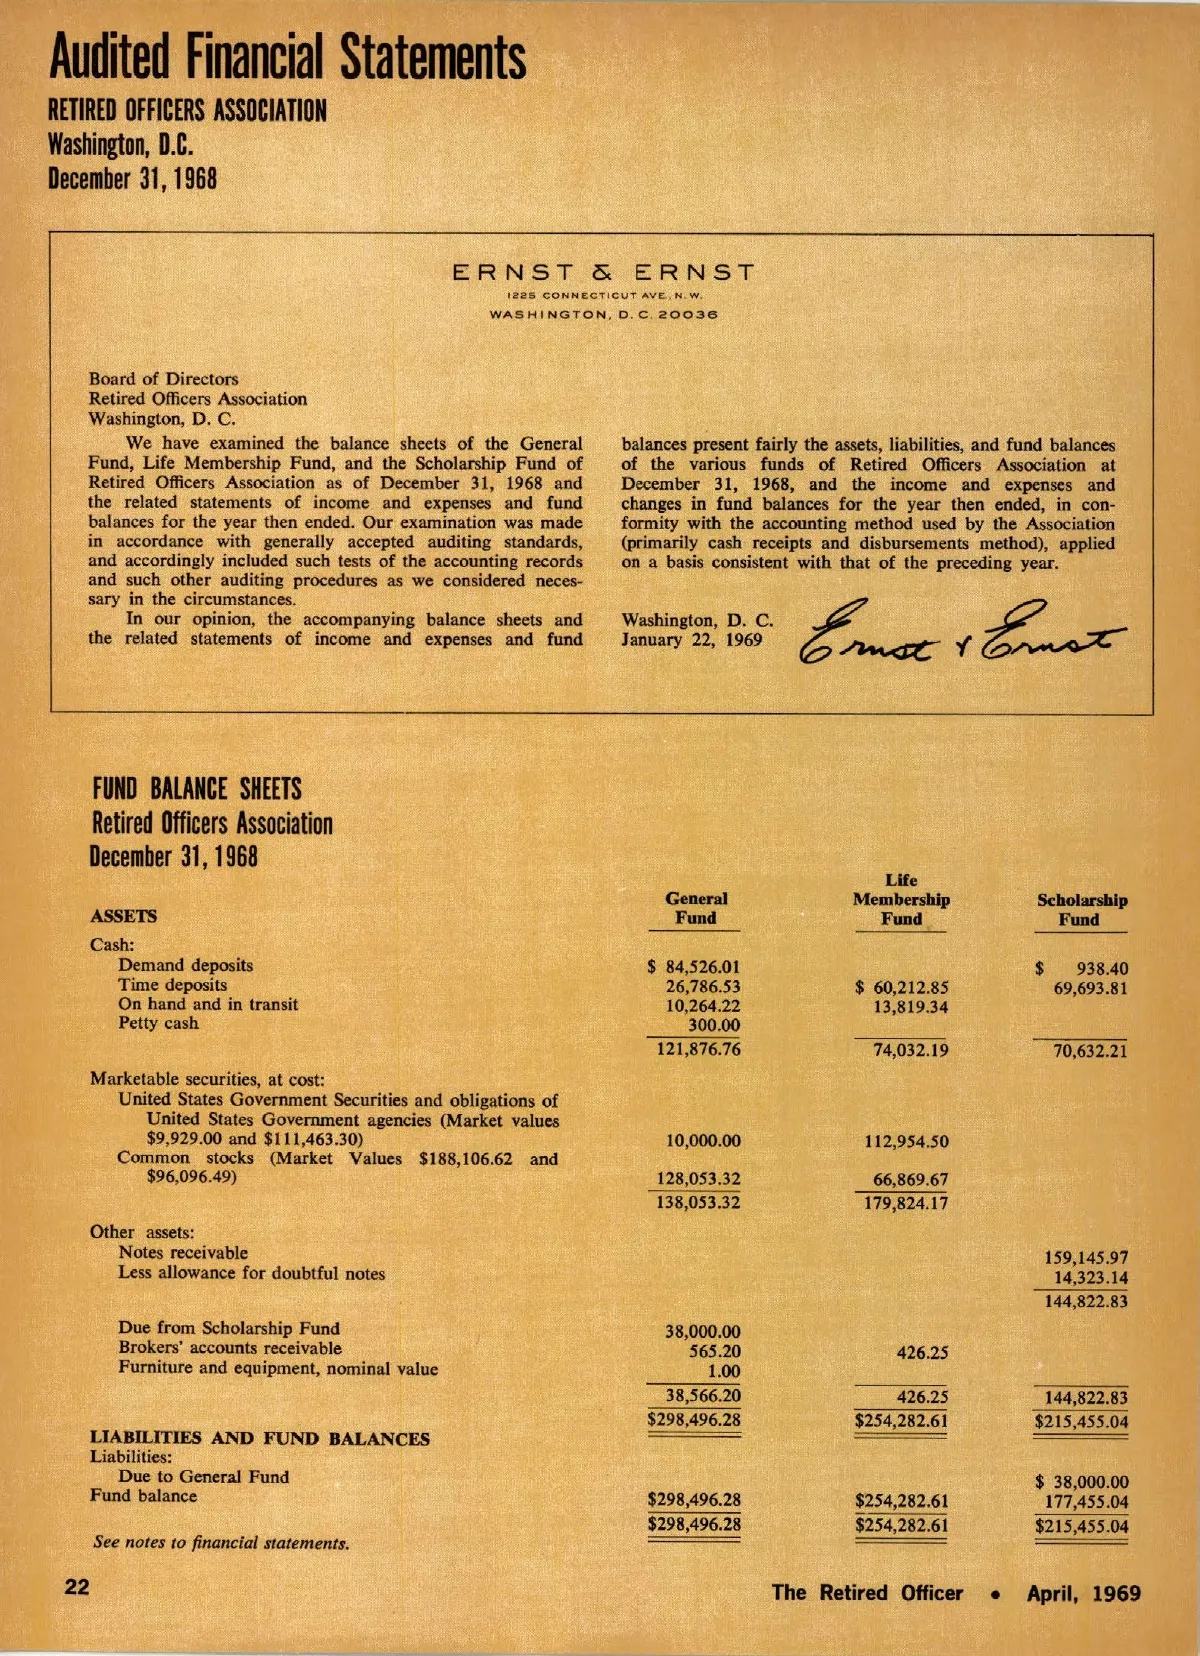 Audited Financial Statements
RETIRED OFFICERS ASSOCIATION
Washington, D.C.
December 31, 1968
ERNST & ERNST
1225 CONNECTICUT AVE., N. W.
WASHINGTON, D. C. 20036
Board of Directors
Retired Officers Association
Washington, D. C.
We have examined the balance sheets of the General
Fund, Life Membership Fund, and the Scholarship Fund of
Retired Officers Association as of December 31, 1968 and
the related statements of income and expenses and fund
balances for the year then ended. Our examination was made
in accordance with generally accepted auditing standards,
and accordingly included such tests of the accounting records
and such other auditing procedures as we considered neces-
sary in the circumstances.
In our opinion, the accompanying balance sheets and
the related statements of income and expenses and fund
balances present fairly the assets, liabilities, and fund balances
of the various funds of Retired Officers Association at
December 31, 1968, and the income and expenses and
changes in fund balances for the year then ended, in con-
formity with the accounting method used by the Association
(primarily cash receipts and disbursements method), applied
on a basis consistent with that of the preceding year.
Washington, D. C.
January 22, 1969
Ernst & Ernst
FUND BALANCE SHEETS
Retired Officers Association
December 31, 1968
ASSETS
General Fund Life Membership Fund Scholarship Fund
Cash:
Demand deposits $ 84,526.01 $ 938.40
Time deposits 26,786.53 $ 60,212.85 69,693.81
On hand and in transit 10,264.22 13,819.34
Petty cash 300.00
121,876.76 74,032.19 70,632.21
Marketable securities, at cost:
United States Government Securities and obligations of
United States Government agencies (Market values
$9,929.00 and $111,463.30) 10,000.00 112,954.50
Common stocks (Market Values $188,106.62 and
$96,096.49) 128,053.32 66,869.67
138,053.32 179,824.17
Other assets:
Notes receivable 159,145.97
Less allowance for doubtful notes 14,323.14
144,822.83
Due from Scholarship Fund 38,000.00
Brokers' accounts receivable 565.20 426.25
Furniture and equipment, nominal value 1.00
38,566.20 426.25 144,822.83
$298,496.28 $254,282.61 $215,455.04
LIABILITIES AND FUND BALANCES
Liabilities:
Due to General Fund $ 38,000.00
Fund balance $298,496.28 $254,282.61 177,455.04
$298,496.28 $254,282.61 $215,455.04
See notes to financial statements.
22
The Retired Officer • April, 1969